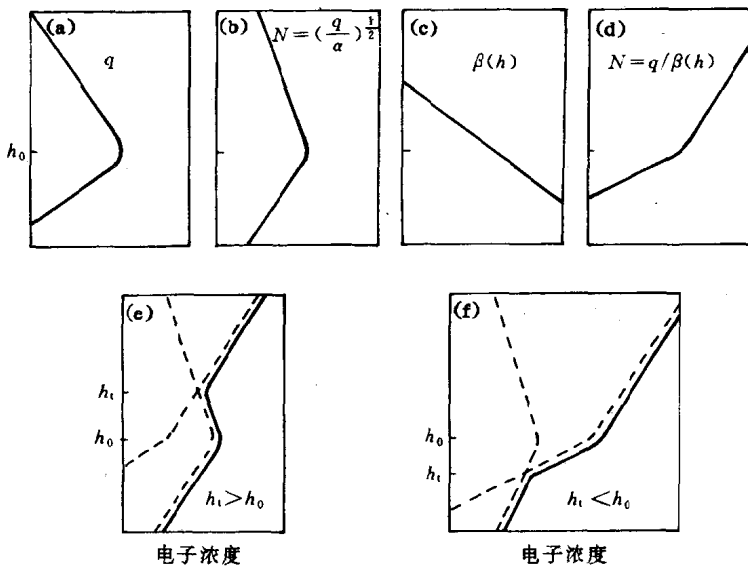 (a)
q
h₀
(b)
N=(q/α)^{1/2}
(c)
β(h)
(d)
N=q/β(h)
(e)
hₜ
h₀
hₜ>h₀
电子浓度
(f)
h₀
hₜ
hₜ<h₀
电子浓度